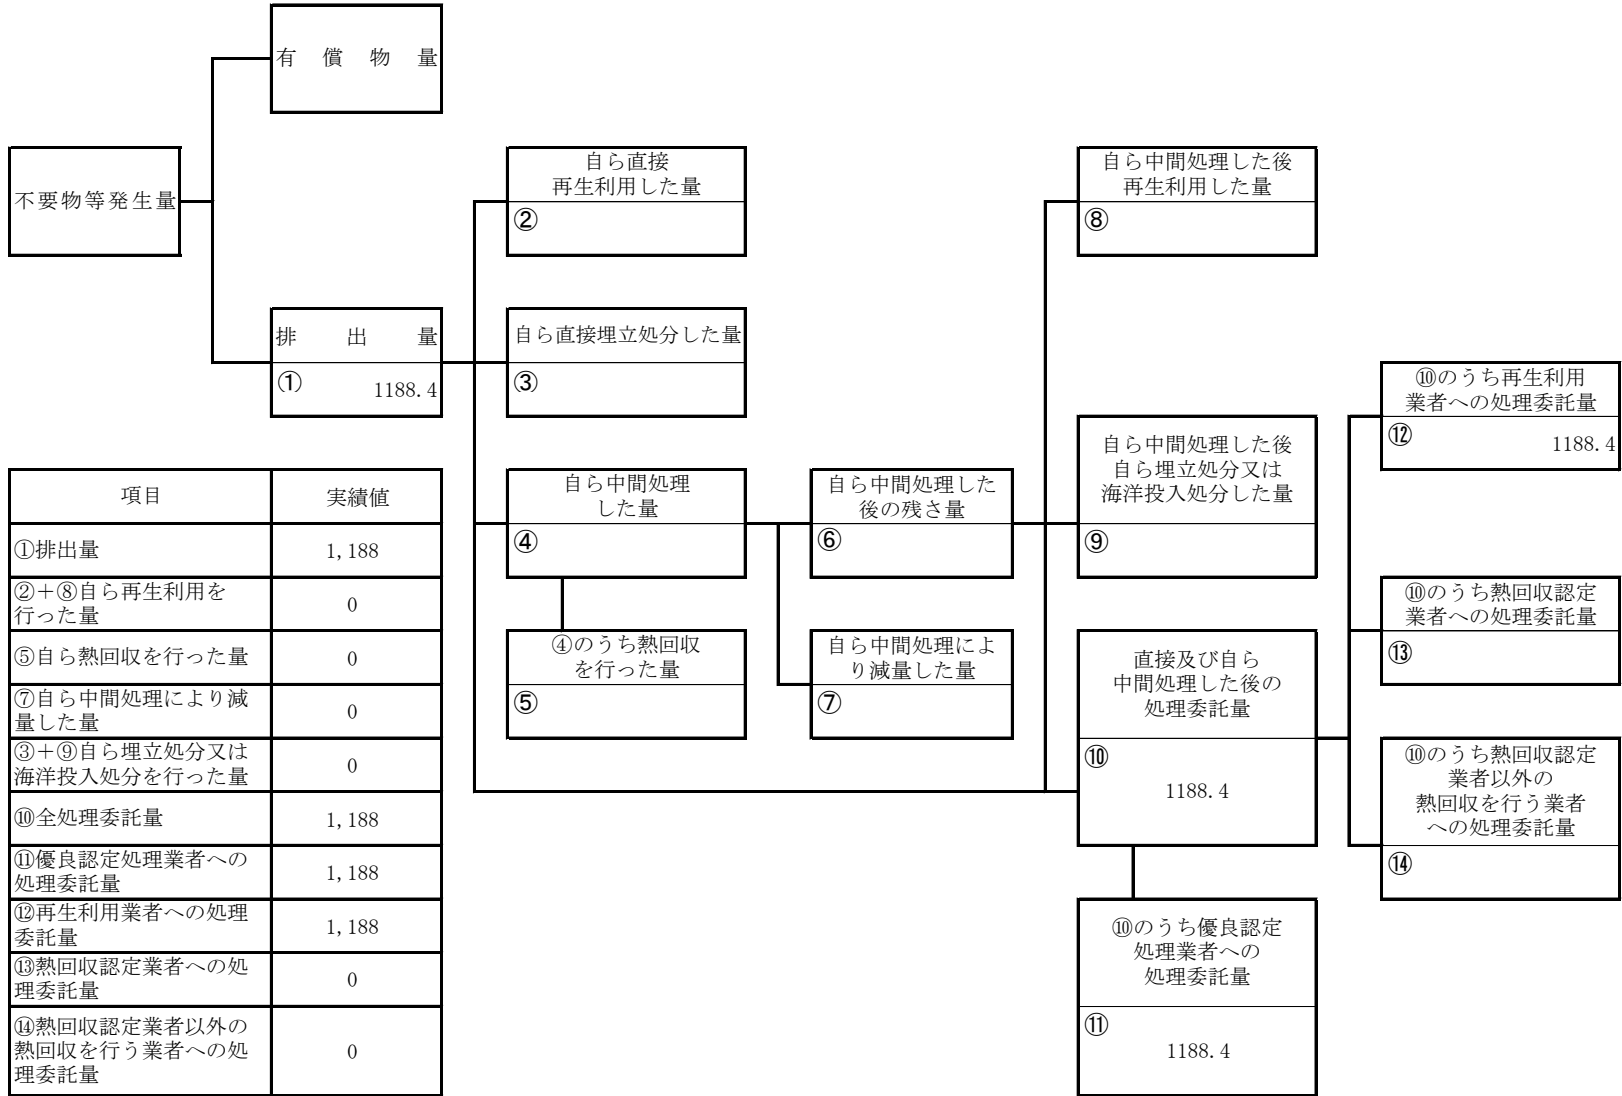 有償物量
不要物等発生量
排出量
① 1188.4
自ら直接
再生利用した量
②
自ら直接埋立処分した量
③
自ら中間処理
した量
④
④のうち熱回収
を行った量
⑤
自ら中間処理した
後の残さ量
⑥
自ら中間処理によ
り減量した量
⑦
自ら中間処理した後
再生利用した量
⑧
自ら中間処理した後
自ら埋立処分又は
海洋投入処分した量
⑨
直接及び自ら
中間処理した後の
処理委託量
⑩
1188.4
⑩のうち優良認定
処理業者への
処理委託量
⑪
1188.4
⑩のうち再生利用
業者への処理委託量
⑫ 1188.4
⑩のうち熱回収認定
業者への処理委託量
⑬
⑩のうち熱回収認定
業者以外の
熱回収を行う業者
への処理委託量
⑭
項目 実績値
①排出量 1,188
②+⑧自ら再生利用を
行った量 0
⑤自ら熱回収を行った量 0
⑦自ら中間処理により減
量した量 0
③+⑨自ら埋立処分又は
海洋投入処分を行った量 0
⑩全処理委託量 1,188
⑪優良認定処理業者への
処理委託量 1,188
⑫再生利用業者への処理
委託量 1,188
⑬熱回収認定業者への処
理委託量 0
⑭熱回収認定業者以外の
熱回収を行う業者への処
理委託量 0